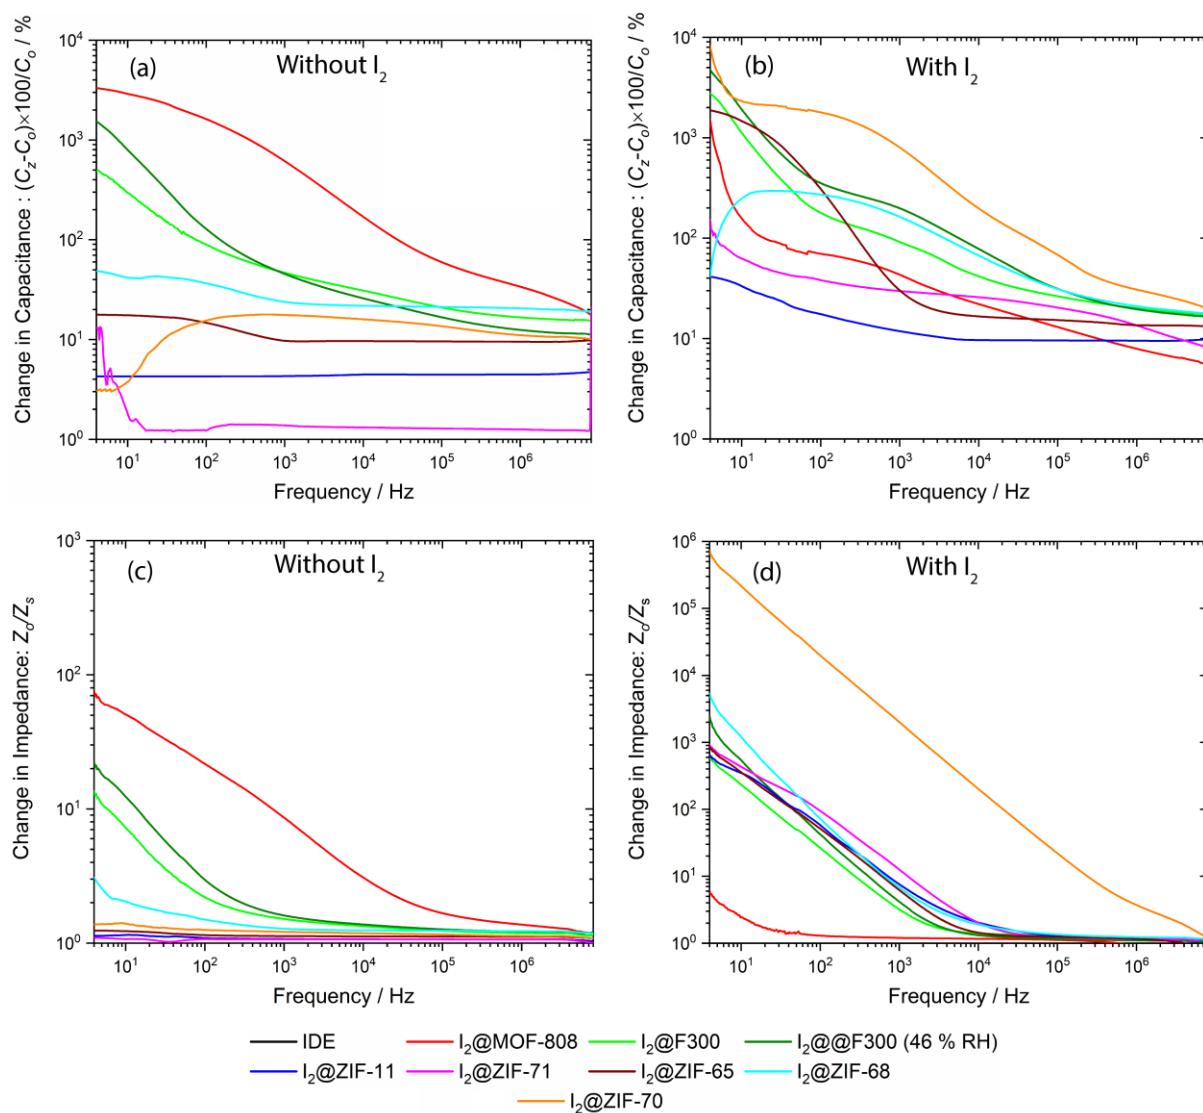 (a) Without I₂
Change in Capacitance : (C_z-C_o)×100/C_o / %
10⁴
10³
10²
10¹
10⁰
10¹ 10² 10³ 10⁴ 10⁵ 10⁶
Frequency / Hz
(b) With I₂
Change in Capacitance : (C_z-C_o)×100/C_o / %
10⁴
10³
10²
10¹
10⁰
10¹ 10² 10³ 10⁴ 10⁵ 10⁶
Frequency / Hz
(c) Without I₂
Change in Impedance: Z_o/Z_s
10³
10²
10¹
10⁰
10¹ 10² 10³ 10⁴ 10⁵ 10⁶
Frequency / Hz
(d) With I₂
Change in Impedance: Z_o/Z_s
10⁶
10⁵
10⁴
10³
10²
10¹
10⁰
10¹ 10² 10³ 10⁴ 10⁵ 10⁶
Frequency / Hz
IDE I₂@MOF-808 I₂@F300 I₂@@F300 (46 % RH)
I₂@ZIF-11 I₂@ZIF-71 I₂@ZIF-65 I₂@ZIF-68
I₂@ZIF-70